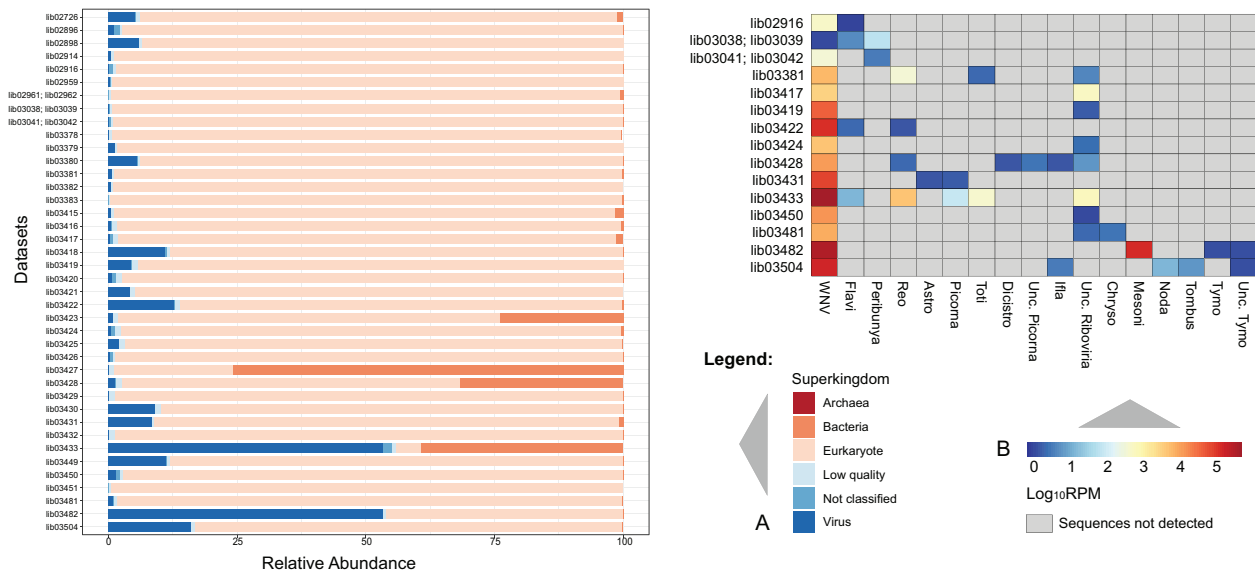 Datasets
lib02726
lib02896
lib02898
lib02914
lib02916
lib02959
lib02961; lib02962
lib03038; lib03039
lib03041; lib03042
lib03378
lib03379
lib03380
lib03381
lib03382
lib03383
lib03415
lib03416
lib03417
lib03418
lib03419
lib03420
lib03421
lib03422
lib03423
lib03424
lib03425
lib03426
lib03427
lib03428
lib03429
lib03430
lib03431
lib03432
lib03433
lib03449
lib03450
lib03451
lib03481
lib03482
lib03504
0 25 50 75 100
Relative Abundance
lib02916
lib03038; lib03039
lib03041; lib03042
lib03381
lib03417
lib03419
lib03422
lib03424
lib03428
lib03431
lib03433
lib03450
lib03481
lib03482
lib03504
WNV
Flavi
Peribunya
Reo
Astro
Picorna
Toti
Dicistro
Unc. Picorna
Ifla
Unc. Riboviria
Chryso
Mesoni
Noda
Tombus
Tymo
Unc. Tymo
Legend:
Superkingdom
Archaea
Bacteria
Eurkaryote
Low quality
Not classified
Virus
A
B
0 1 2 3 4 5
Log₁₀RPM
Sequences not detected